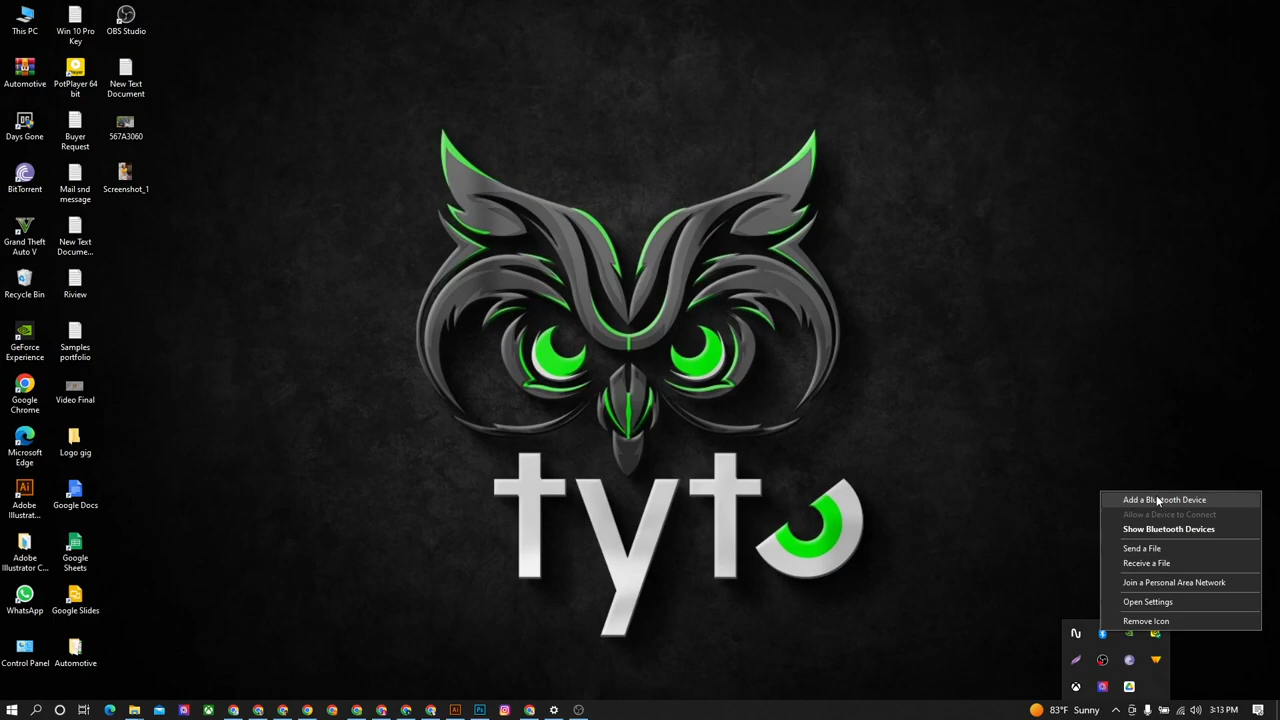 This PC
Win 10 Pro
Key
OBS Studio
Automotive
PotPlayer 64
bit
New Text
Document
Days Gone
Buyer
Request
567A3060
BitTorrent
Mail snd
message
Screenshot_1
Grand Theft
Auto V
New Text
Docume...
Recycle Bin
Riview
GeForce
Experience
Samples
portfolio
Google
Chrome
Video Final
Microsoft
Edge
Logo gig
Adobe
Illustrat...
Google Docs
Adobe
Illustrator C...
Google
Sheets
WhatsApp
Google Slides
Control Panel
Automotive
tyto
Add a Bluetooth Device
Allow a Device to Connect
Show Bluetooth Devices
Send a File
Receive a File
Join a Personal Area Network
Open Settings
Remove Icon
83°F Sunny
3:13 PM